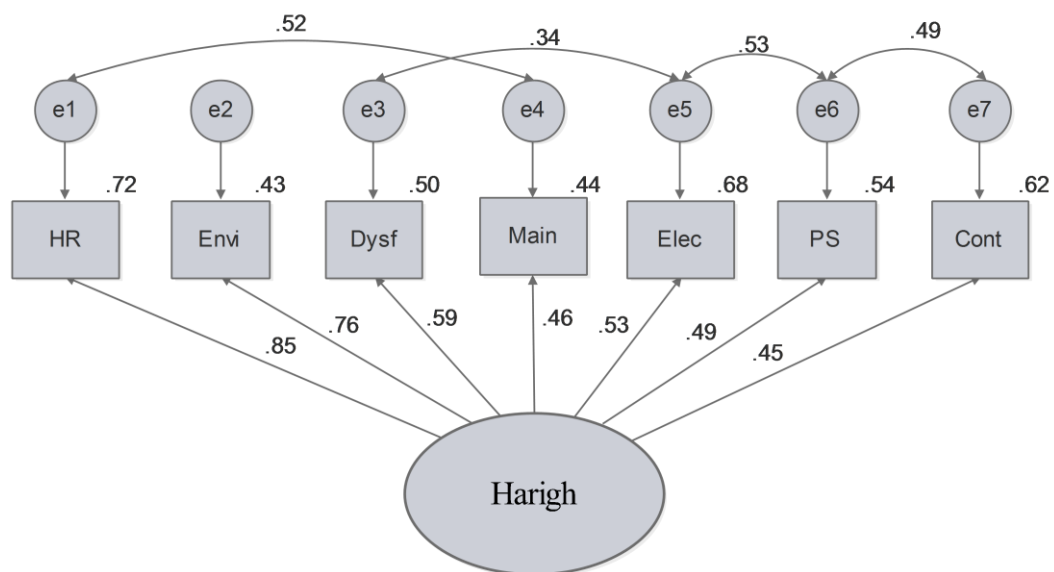 .52
.34
.53
.49
e1 e2 e3 e4 e5 e6 e7
.72 .43 .50 .44 .68 .54 .62
HR Envi Dysf Main Elec PS Cont
.85 .76 .59 .46 .53 .49 .45
Harigh